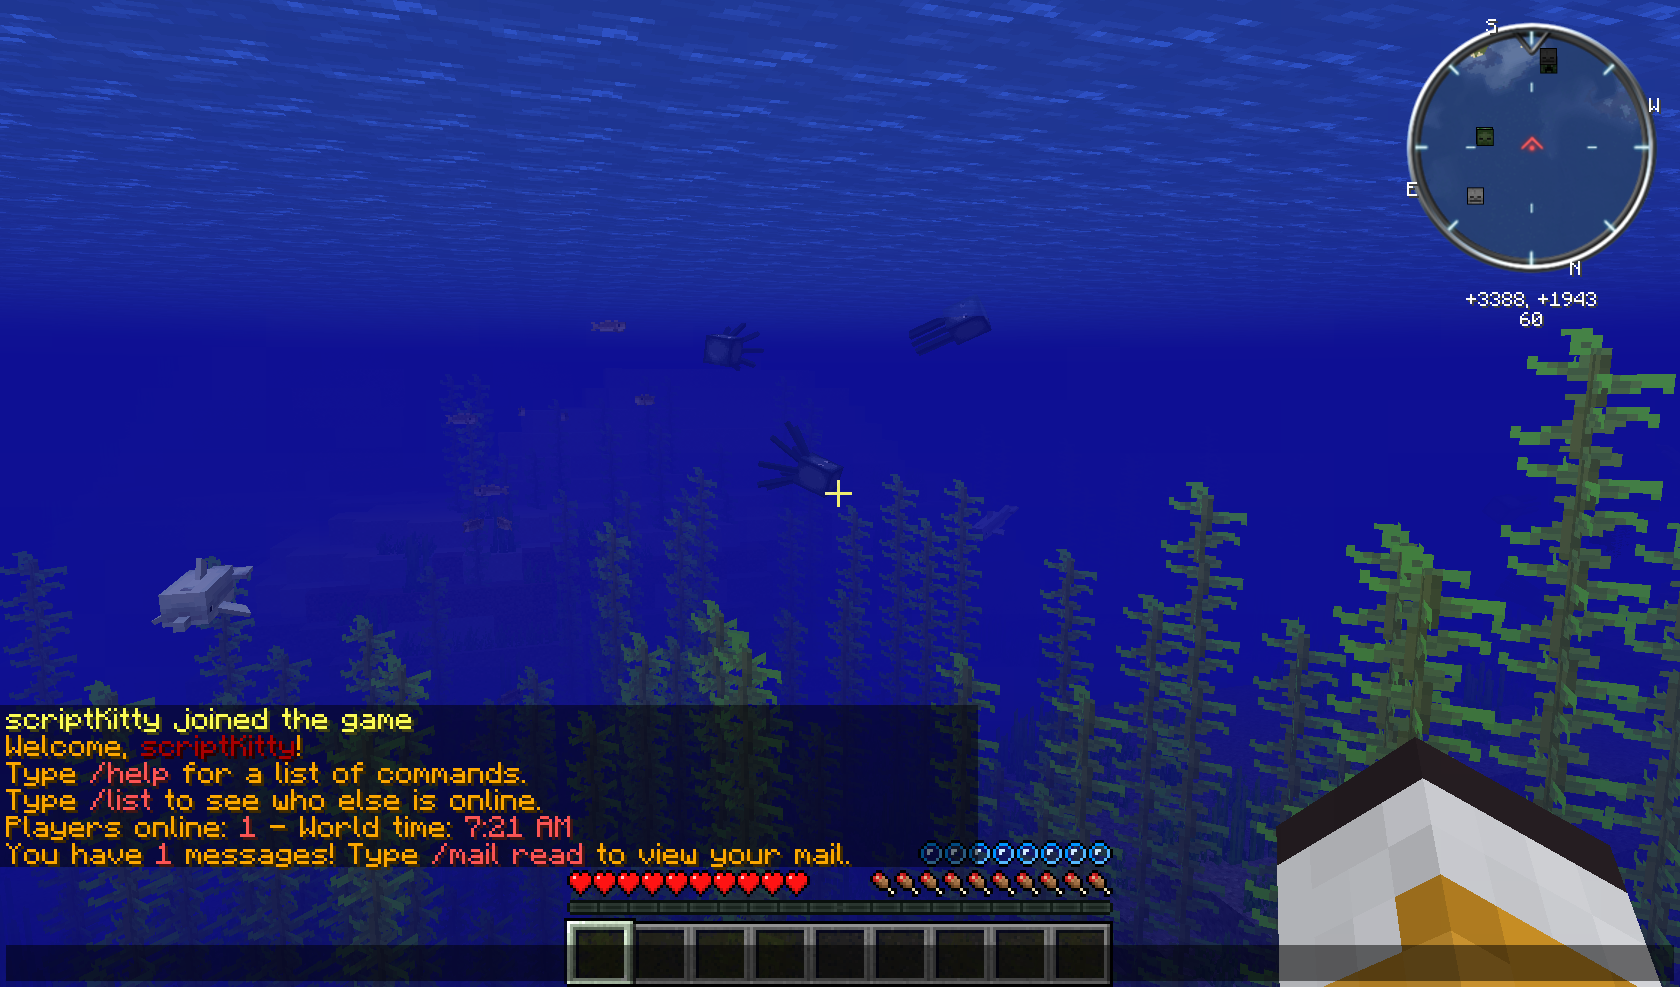 S
W
E
N
+3388, +1943
60
scriptKitty joined the game
Welcome, scriptKitty!
Type /help for a list of commands.
Type /list to see who else is online.
Players online: 1 - World time: 7:21 AM
You have 1 messages! Type /mail read to view your mail.